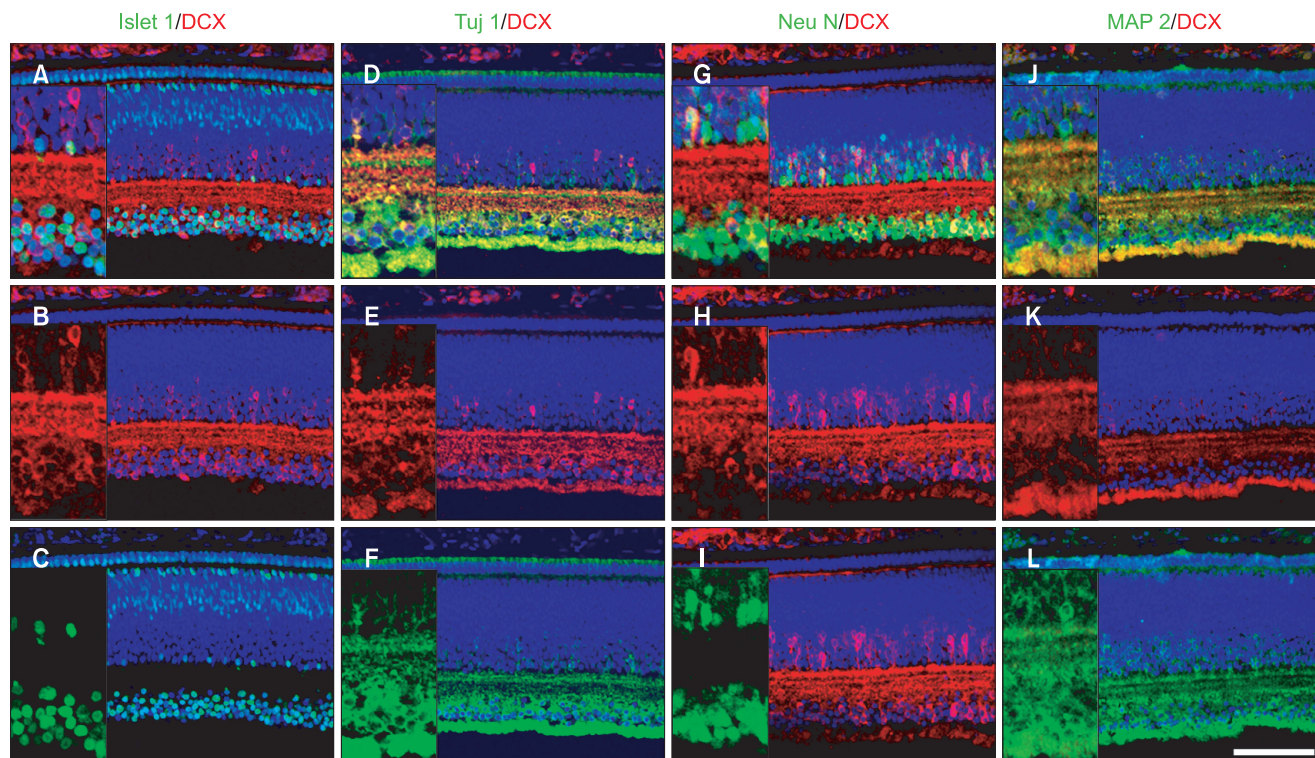 Islet 1/DCX
Tuj 1/DCX
Neu N/DCX
MAP 2/DCX
A
D
G
J
B
E
H
K
C
F
I
L